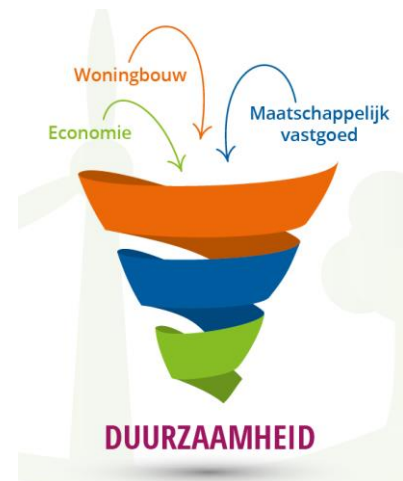 Woningbouw
Economie
Maatschappelijk
vastgoed
DUURZAAMHEID